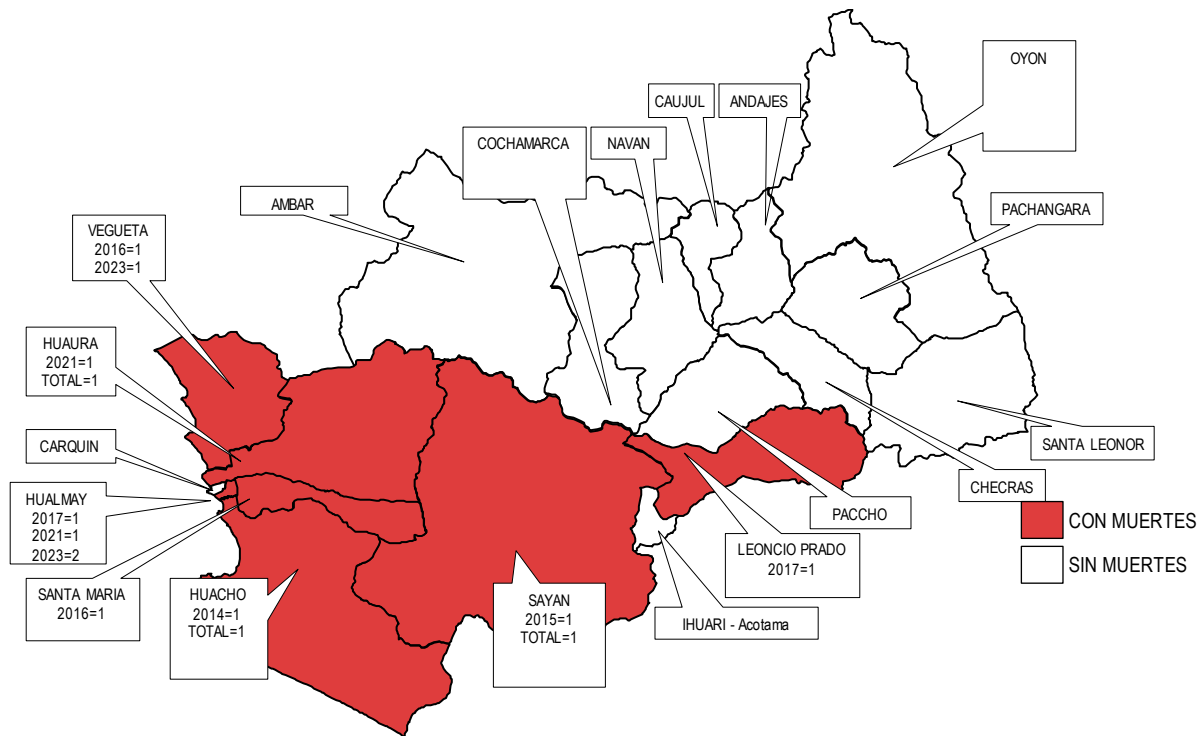 OYON
CAUJUL
ANDAJES
COCHAMARCA
NAVAN
AMBAR
PACHANGARA
VEGUETA
2016=1
2023=1
HUAURA
2021=1
TOTAL=1
CARQUIN
HUALMAY
2017=1
2021=1
2023=2
SANTA MARIA
2016=1
HUACHO
2014=1
TOTAL=1
SAYAN
2015=1
TOTAL=1
LEONCIO PRADO
2017=1
IHUARI - Acotama
PACCHO
CHECRAS
SANTA LEONOR
CON MUERTES
SIN MUERTES